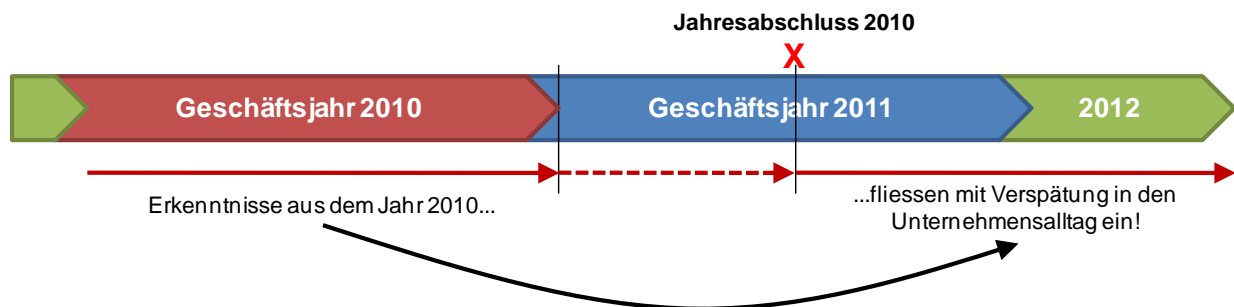 Jahresabschluss 2010
X
Geschäftsjahr 2010
Geschäftsjahr 2011
2012
Erkenntnisse aus dem Jahr 2010...
...fliessen mit Verspätung in den
Unternehmensalltag ein!